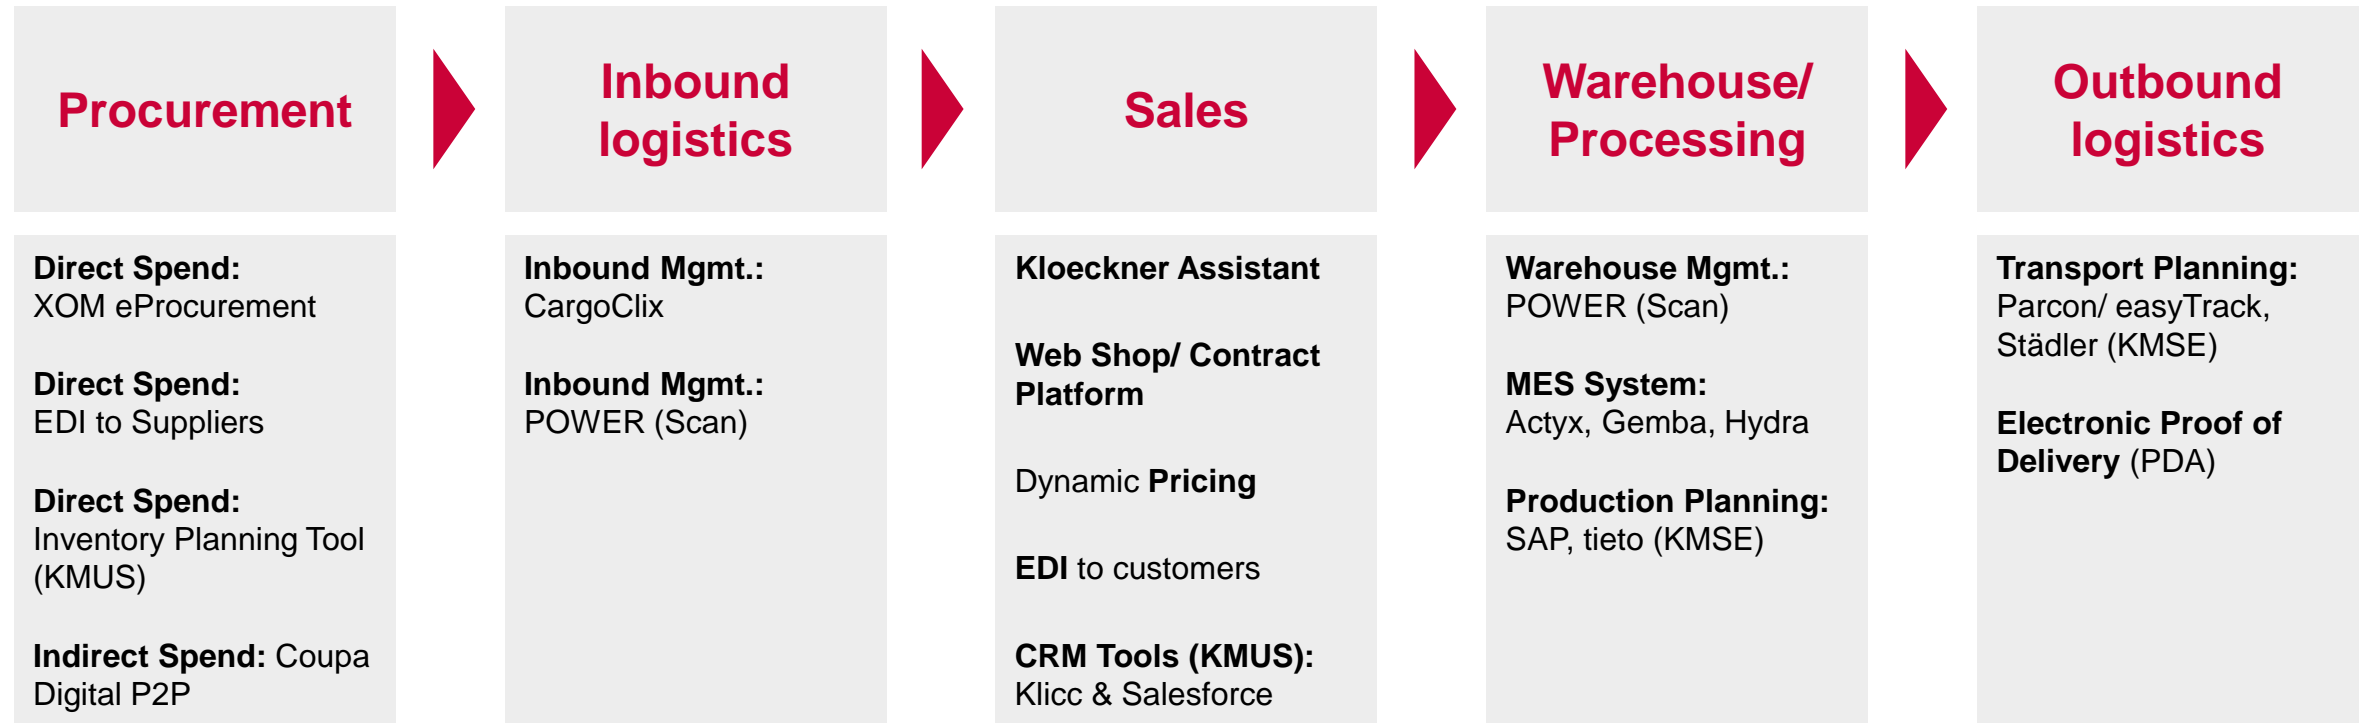 Procurement
Inbound
logistics
Sales
Warehouse/
Processing
Outbound
logistics
Direct Spend:
XOM eProcurement
Direct Spend:
EDI to Suppliers
Direct Spend:
Inventory Planning Tool
(KMUS)
Indirect Spend: Coupa
Digital P2P
Inbound Mgmt.:
CargoClix
Inbound Mgmt.:
POWER (Scan)
Kloeckner Assistant
Web Shop/ Contract
Platform
Dynamic Pricing
EDI to customers
CRM Tools (KMUS):
Klicc & Salesforce
Warehouse Mgmt.:
POWER (Scan)
MES System:
Actyx, Gemba, Hydra
Production Planning:
SAP, tieto (KMSE)
Transport Planning:
Parcon/ easyTrack,
Städler (KMSE)
Electronic Proof of
Delivery (PDA)